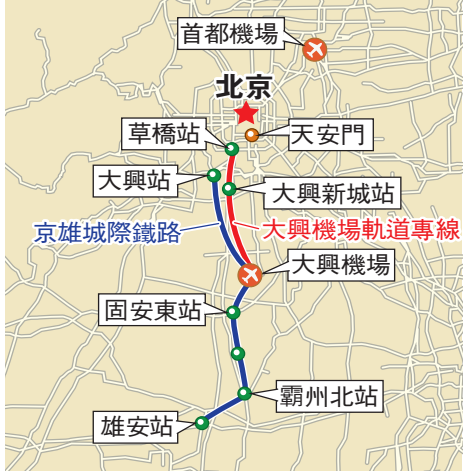 首都機場
北京
草橋站
天安門
大興站
大興新城站
京雄城際鐵路
大興機場軌道專線
大興機場
固安東站
霸州北站
雄安站